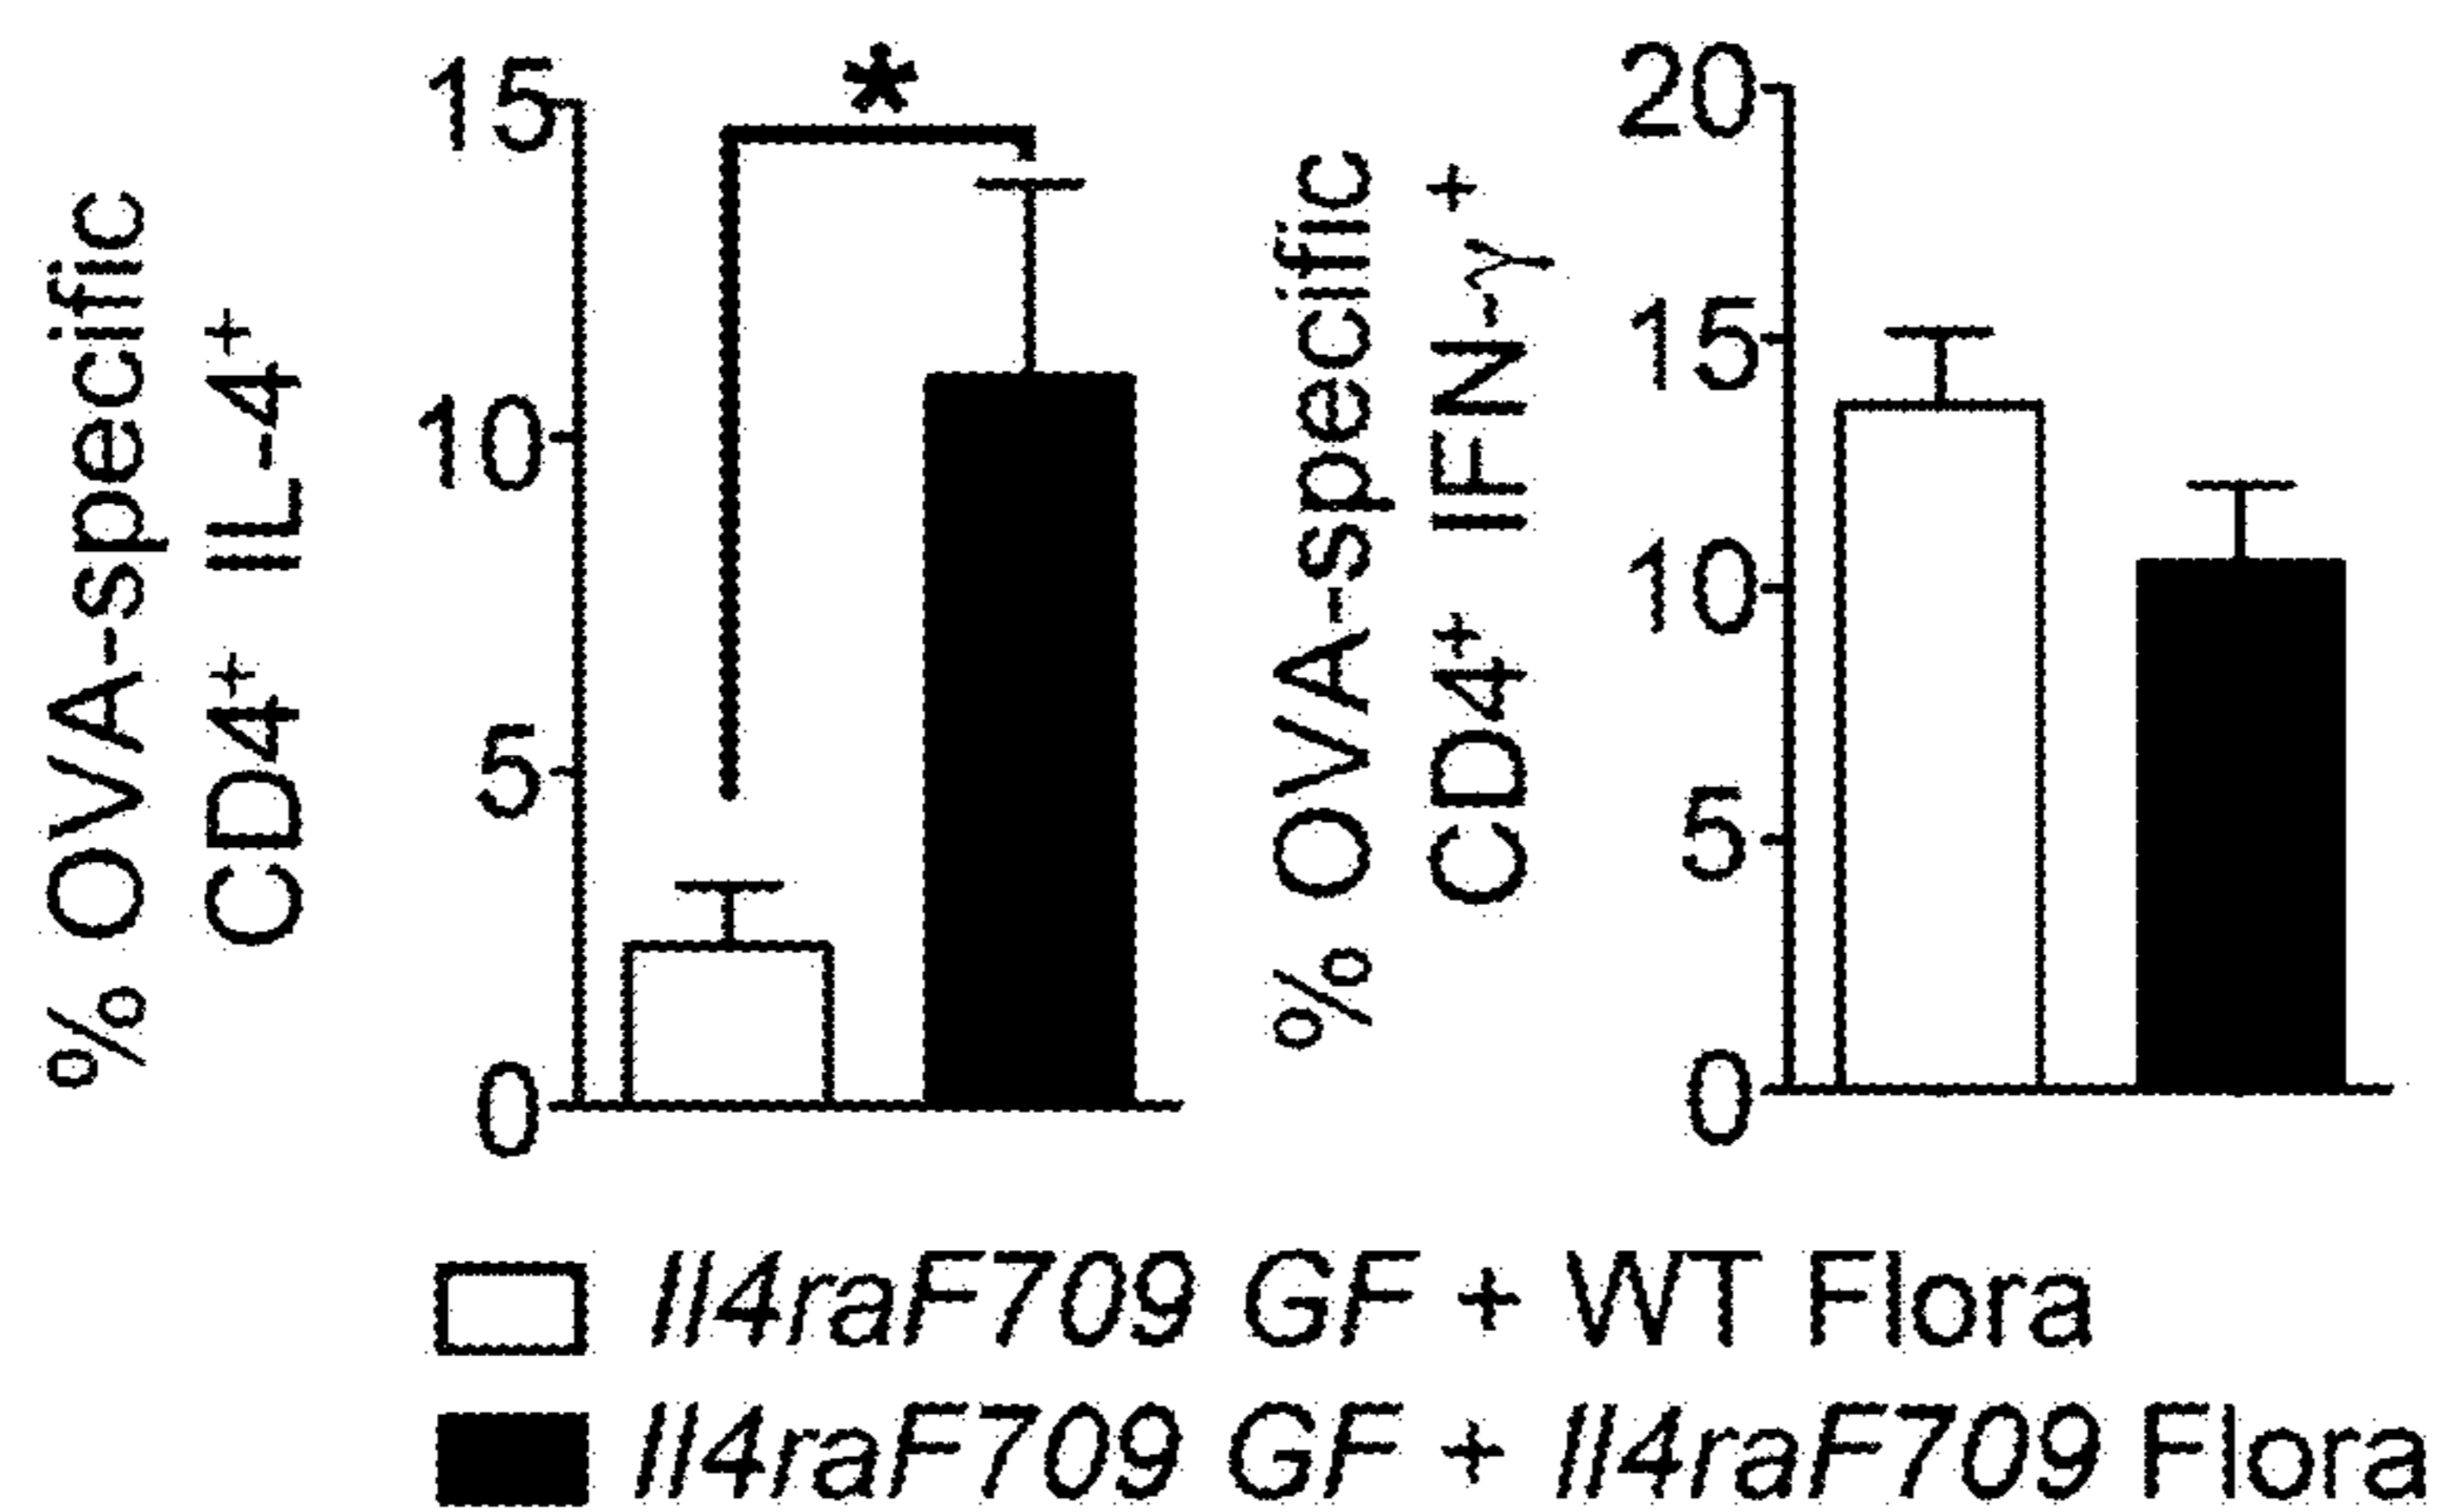 % OVA-specific
CD4+ IL-4+
15
10
5
0
*
% OVA-specific
CD4+ IFN-γ+
20
15
10
5
0
Il4raF709 GF + WT Flora
Il4raF709 GF + Il4raF709 Flora